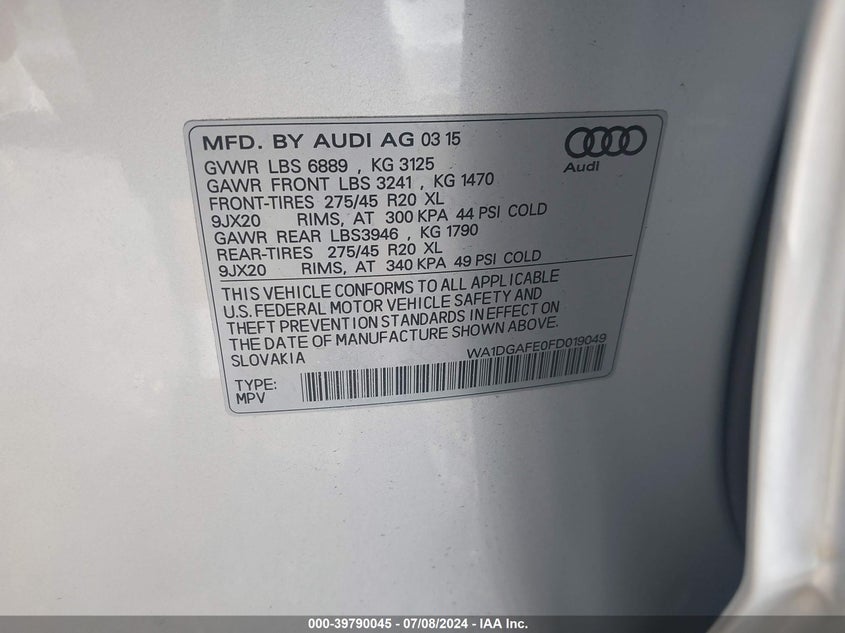 MFD. BY AUDI AG 03 15
Audi
GVWR LBS 6889 , KG 3125
GAWR FRONT LBS 3241 , KG 1470
FRONT-TIRES 275/45 R20 XL
9JX20 RIMS, AT 300 KPA 44 PSI COLD
GAWR REAR LBS3946 , KG 1790
REAR-TIRES 275/45 R20 XL
9JX20 RIMS, AT 340 KPA 49 PSI COLD
THIS VEHICLE CONFORMS TO ALL APPLICABLE
U.S. FEDERAL MOTOR VEHICLE SAFETY AND
THEFT PREVENTION STANDARDS IN EFFECT ON
THE DATE OF MANUFACTURE SHOWN ABOVE.
SLOVAKIA WA1DGAFE0FD019049
TYPE:
MPV
000-39790045 - 07/08/2024 - IAA Inc.